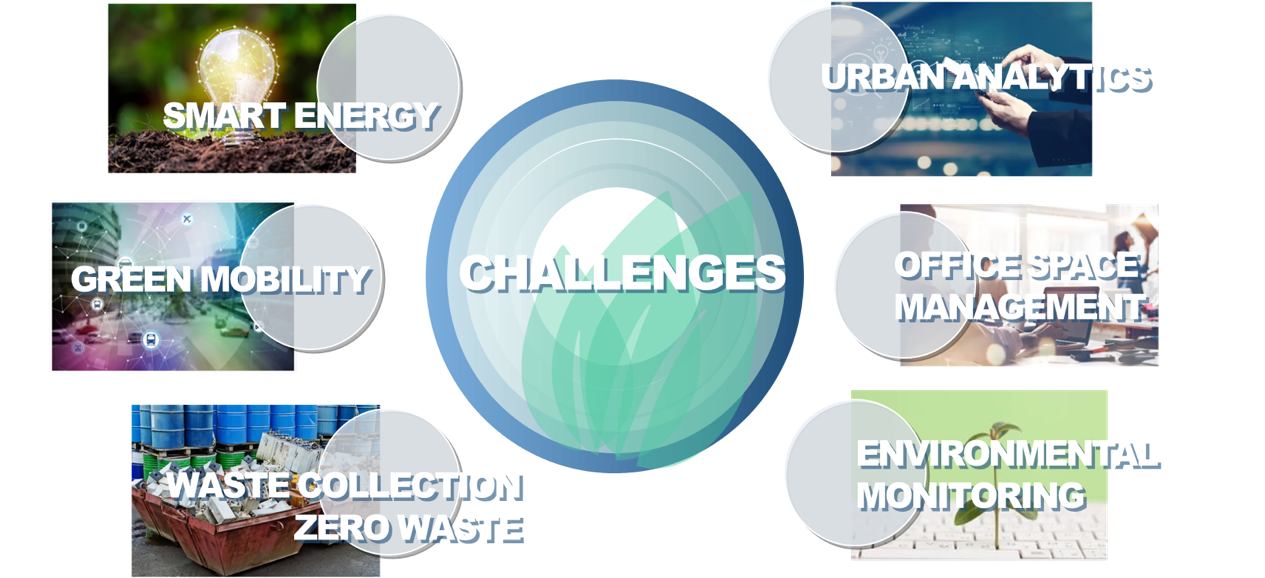 SMART ENERGY
URBAN ANALYTICS
GREEN MOBILITY
CHALLENGES
OFFICE SPACE
MANAGEMENT
WASTE COLLECTION
ZERO WASTE
ENVIRONMENTAL
MONITORING